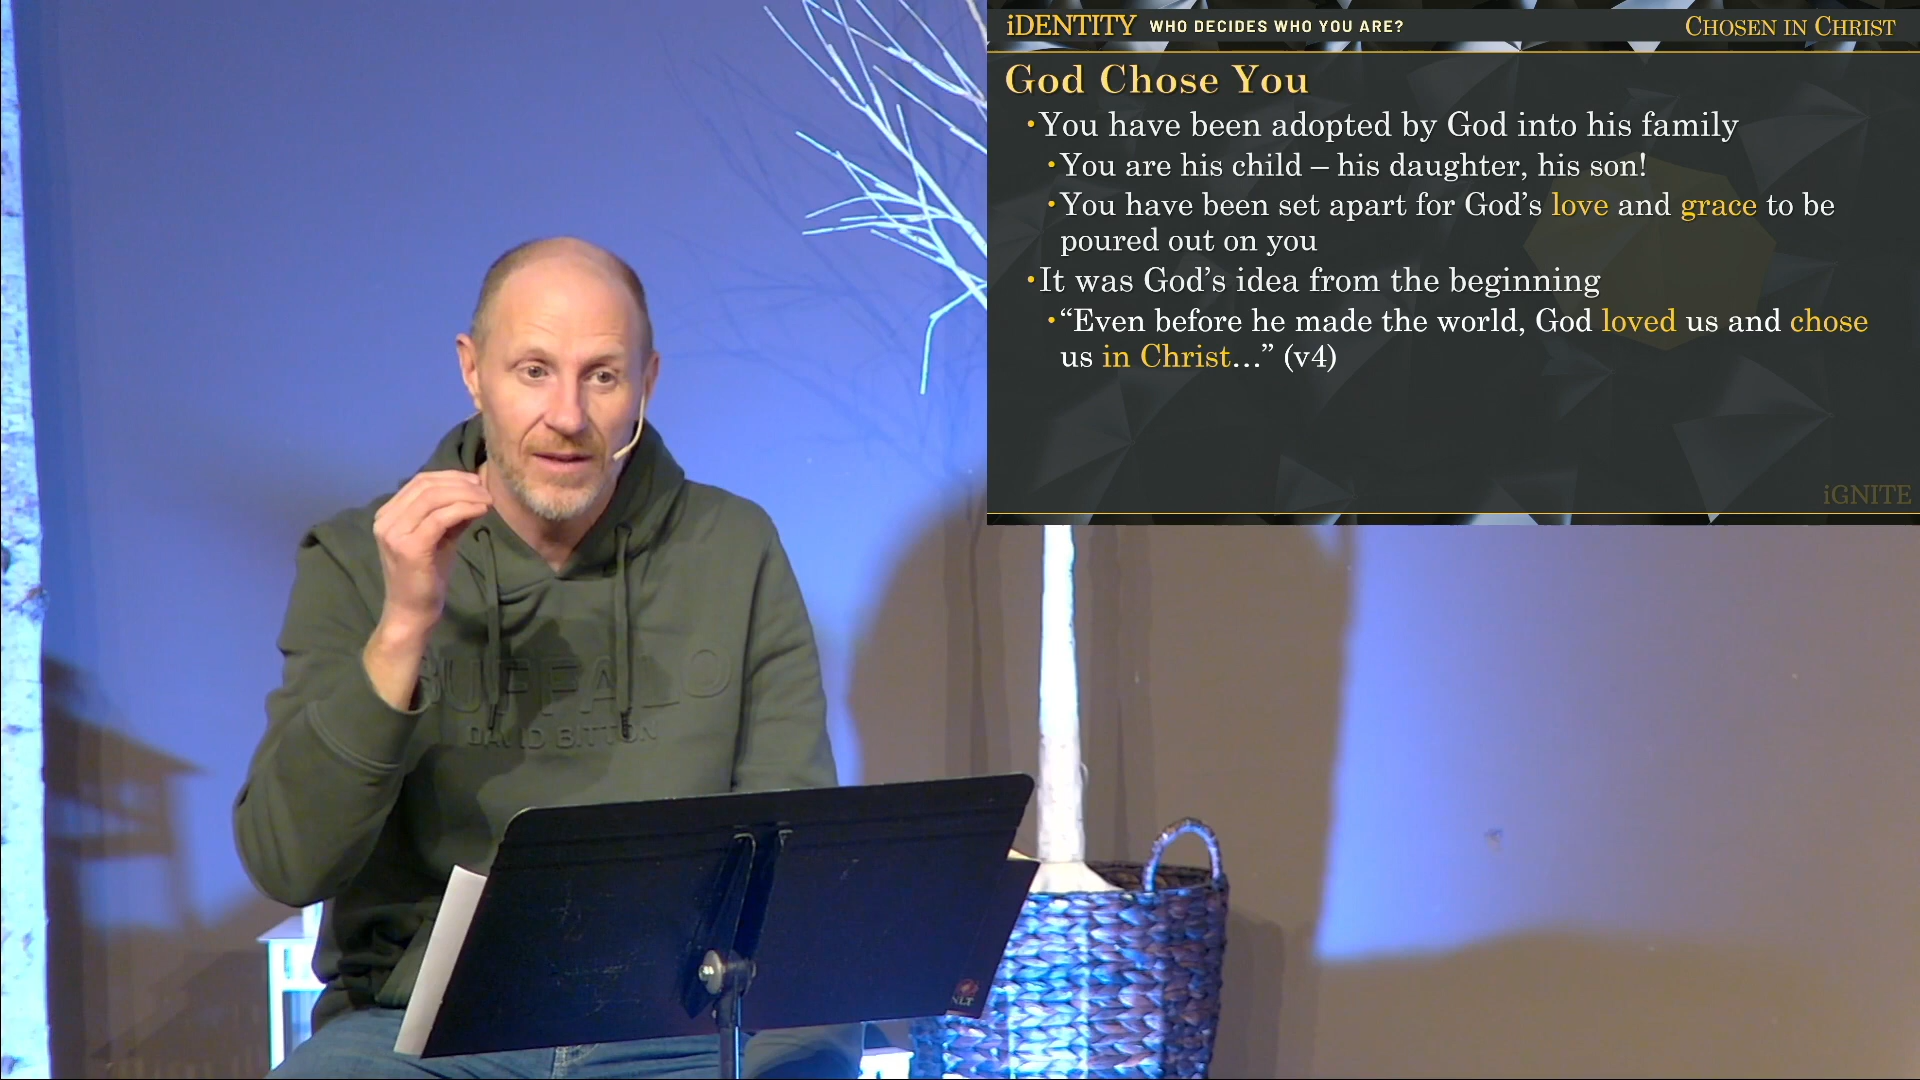 iDENTITY WHO DECIDES WHO YOU ARE?
CHOSEN IN CHRIST
God Chose You
•You have been adopted by God into his family
•You are his child – his daughter, his son!
•You have been set apart for God’s love and grace to be
poured out on you
•It was God’s idea from the beginning
•“Even before he made the world, God loved us and chose
us in Christ…” (v4)
iGNITE
BUFFALO
DAVID BITTON
NLT